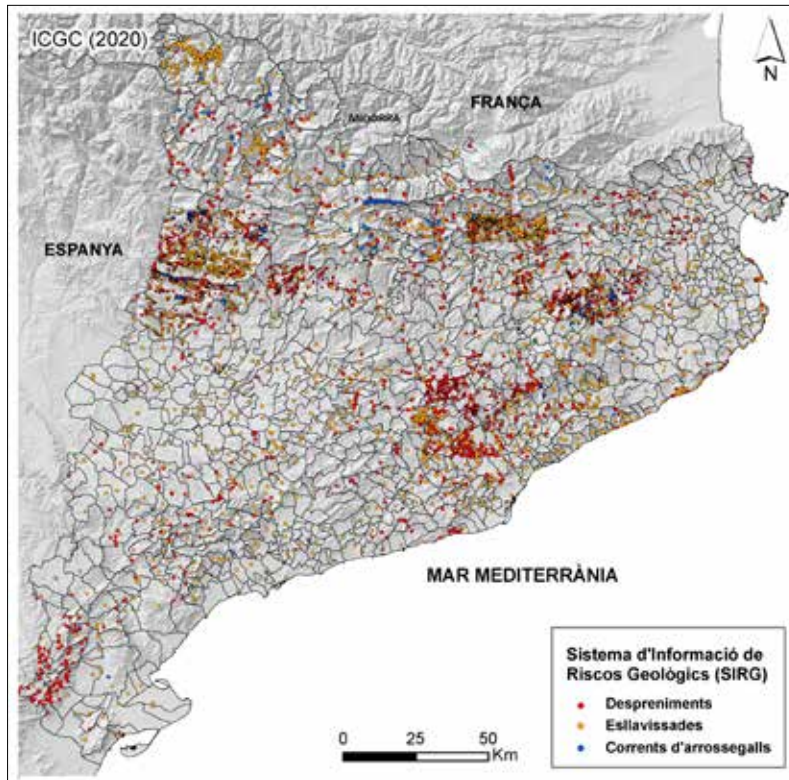 ICGC (2020)
N
FRANÇA
ANDORRA
ESPANYA
MAR MEDITERRÀNIA
Sistema d'Informació de
Riscos Geològics (SIRG)
Despreniments
Esllavissades
Corrents d'arrossegalls
0 25 50
Km